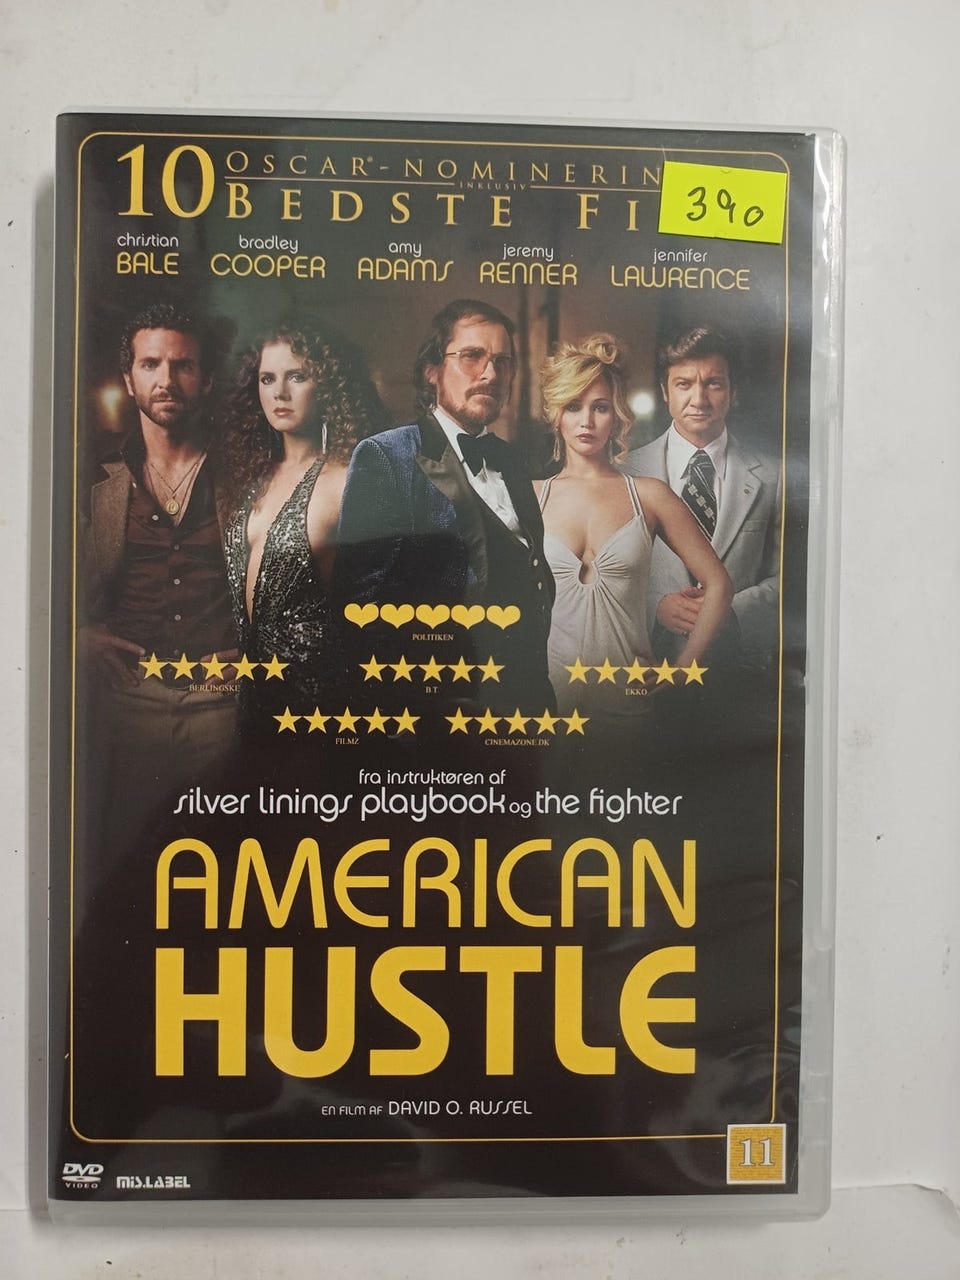 10 OSCAR®-NOMINERIN
INKLUSIV
BEDSTE FI
390
christian BALE
bradley COOPER
amy ADAMS
jeremy RENNER
jennifer LAWRENCE
POLITIKEN
BERLINGSKE
B T
EKKO
FILMZ
CINEMAZONE.DK
fra instruktøren af
silver linings playbook og the fighter
AMERICAN
HUSTLE
EN FILM AF DAVID O. RUSSEL
DVD
VIDEO
MIS.LABEL
11